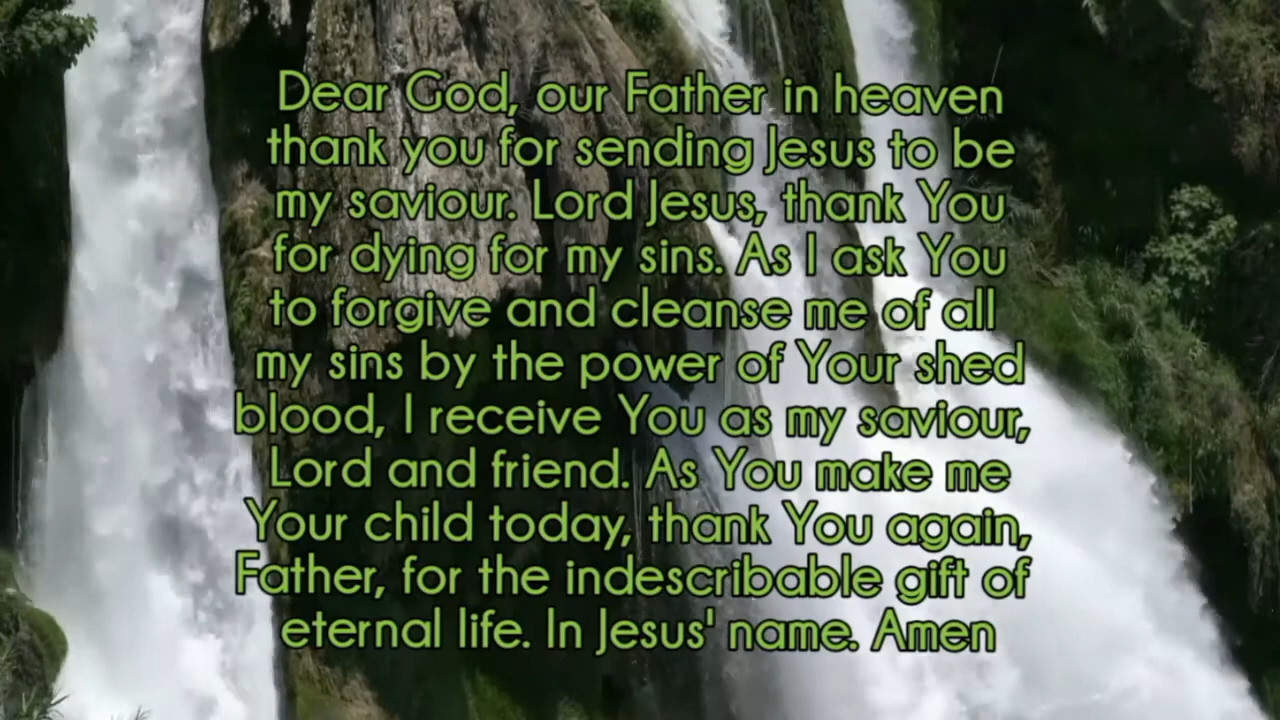 Dear God, our Father in heaven
thank you for sending Jesus to be
my saviour. Lord Jesus, thank You
for dying for my sins. As I ask You
to forgive and cleanse me of all
my sins by the power of Your shed
blood, I receive You as my saviour,
Lord and friend. As You make me
Your child today, thank You again,
Father, for the indescribable gift of
eternal life. In Jesus' name. Amen